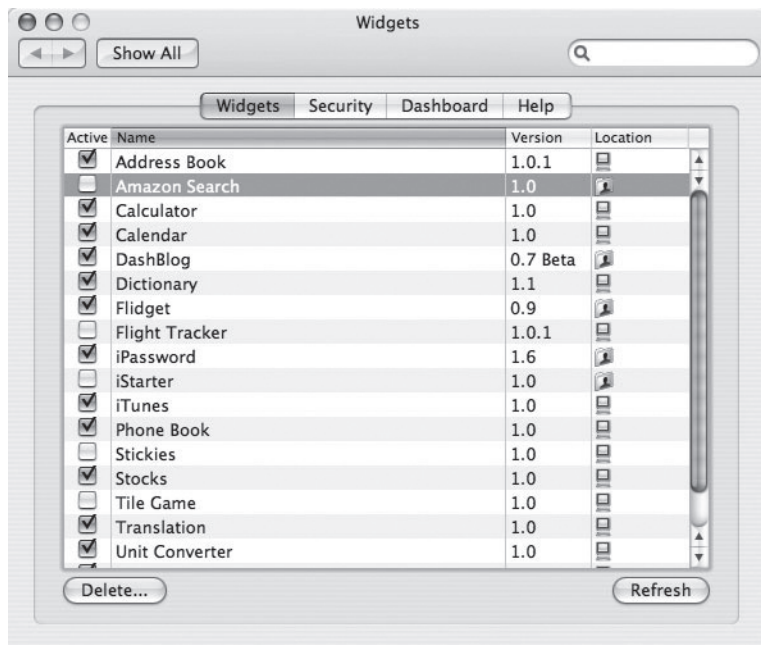 Widgets
Show All
Widgets Security Dashboard Help
Active Name Version Location
Address Book 1.0.1
Amazon Search 1.0
Calculator 1.0
Calendar 1.0
DashBlog 0.7 Beta
Dictionary 1.1
Flidget 0.9
Flight Tracker 1.0.1
iPassword 1.6
iStarter 1.0
iTunes 1.0
Phone Book 1.0
Stickies 1.0
Stocks 1.0
Tile Game 1.0
Translation 1.0
Unit Converter 1.0
Delete... Refresh